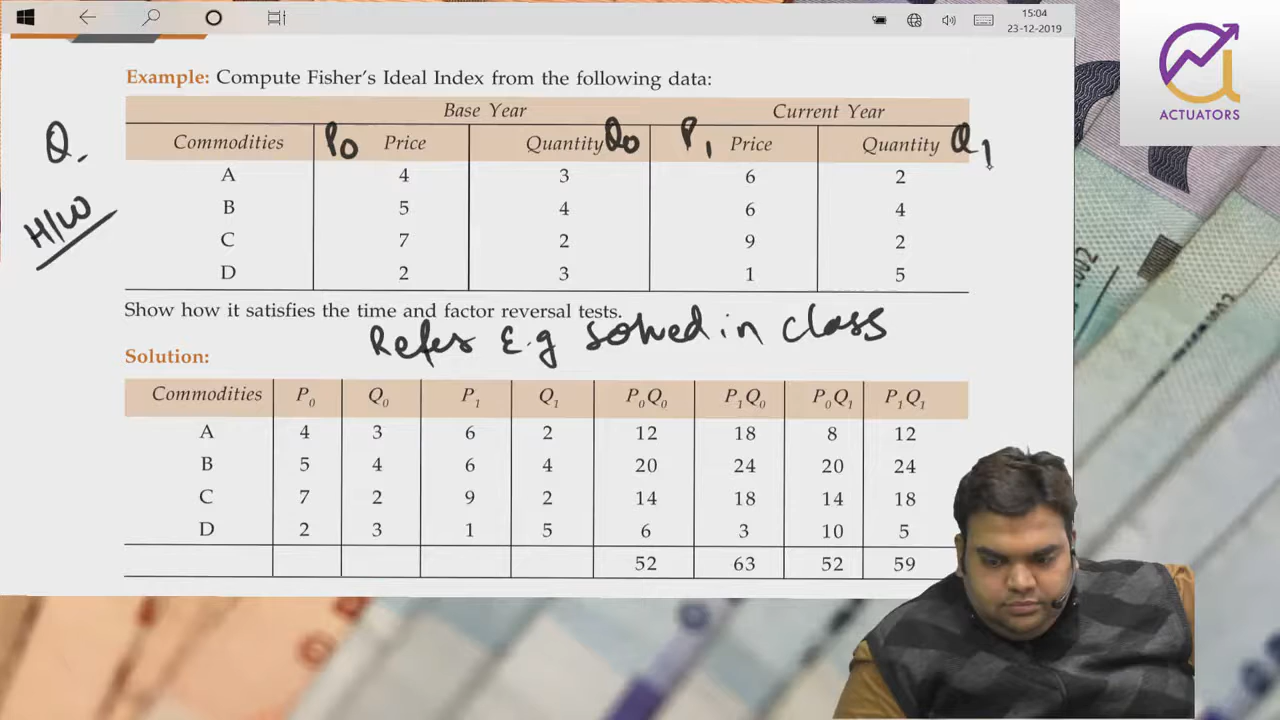 15:04
23-12-2019
ACTUATORS
Example: Compute Fisher's Ideal Index from the following data:
Base Year Current Year
Commodities P0 Price Quantity Q0 P1 Price Quantity Q1
A 4 3 6 2
B 5 4 6 4
C 7 2 9 2
D 2 3 1 5
Q.
H/W
Show how it satisfies the time and factor reversal tests.
Refer E.g solved in class
Solution:
Commodities P0 Q0 P1 Q1 P0Q0 P1Q0 P0Q1 P1Q1
A 4 3 6 2 12 18 8 12
B 5 4 6 4 20 24 20 24
C 7 2 9 2 14 18 14 18
D 2 3 1 5 6 3 10 5
52 63 52 59